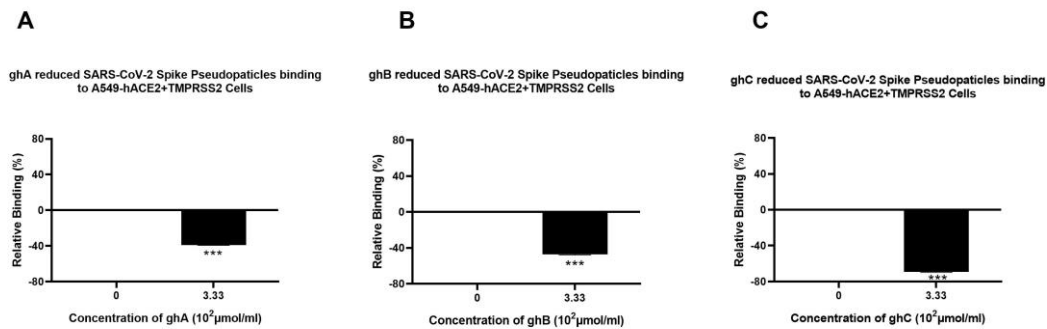 A
ghA reduced SARS-CoV-2 Spike Pseudopaticles binding
to A549-hACE2+TMPRSS2 Cells
Relative Binding (%)
80
40
0
-40
-80
***
0
3.33
Concentration of ghA (10²µmol/ml)
B
ghB reduced SARS-CoV-2 Spike Pseudopaticles binding
to A549-hACE2+TMPRSS2 Cells
Relative Binding (%)
80
40
0
-40
-80
***
0
3.33
Concentration of ghB (10²µmol/ml)
C
ghC reduced SARS-CoV-2 Spike Pseudopaticles binding
to A549-hACE2+TMPRSS2 Cells
Relative Binding (%)
80
40
0
-40
-80
***
0
3.33
Concentration of ghC (10²µmol/ml)